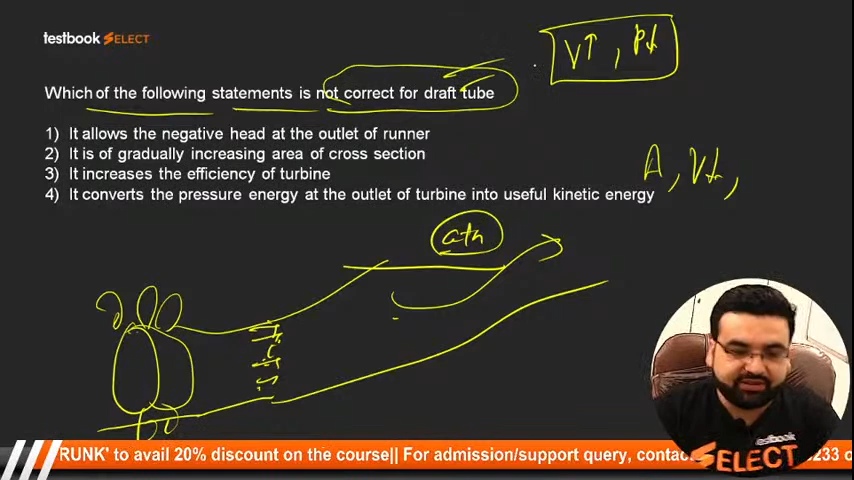 testbook SELECT
V↑, P↓
Which of the following statements is not correct for draft tube
1) It allows the negative head at the outlet of runner
2) It is of gradually increasing area of cross section
3) It increases the efficiency of turbine
4) It converts the pressure energy at the outlet of turbine into useful kinetic energy
A, V↓,
atm
testbook
SELECT
RUNK' to avail 20% discount on the course|| For admission/support query, contac
233 o